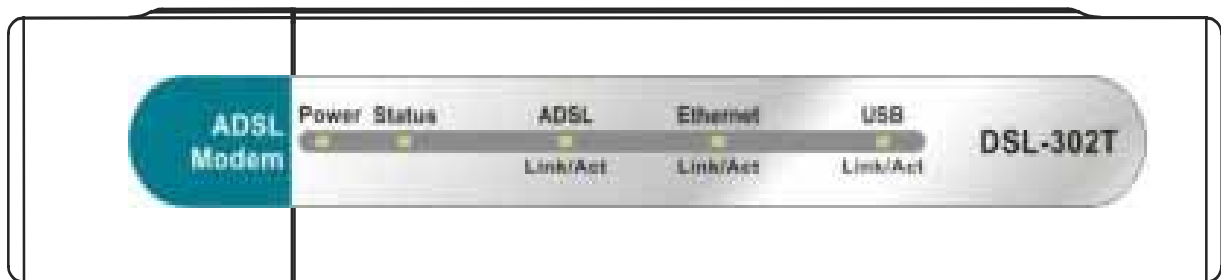 ADSL
Modem
Power Status ADSL Ethernet USB
Link/Act Link/Act Link/Act
DSL-302T